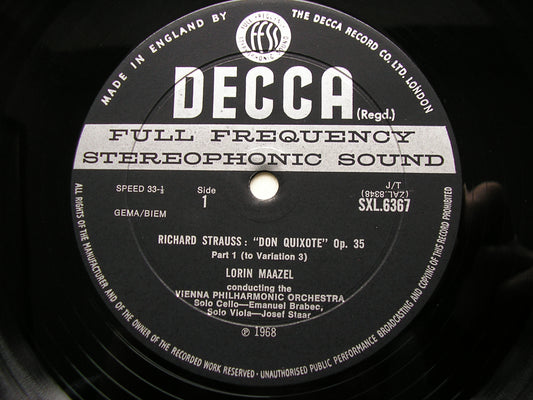 MADE IN ENGLAND BY
THE DECCA RECORD CO, LTD. LONDON
FULL FREQUENCY
FFSS
DECCA (Regd.)
FULL FREQUENCY
STEREOPHONIC SOUND
SPEED 33-⅓
Side
1
J/T
(ZAL.8348)
GEMA/BIEM
SXL.6367
RICHARD STRAUSS: "DON QUIXOTE" Op. 35
Part 1 (to Variation 3)
LORIN MAAZEL
conducting the
VIENNA PHILHARMONIC ORCHESTRA
Solo Cello—Emanuel Brabec,
Solo Viola—Josef Staar
℗ 1968
ALL RIGHTS OF THE MANUFACTURER AND OF THE OWNER OF THE RECORDED WORK RESERVED · UNAUTHORISED PUBLIC PERFORMANCE BROADCASTING AND COPYING OF THIS RECORD PROHIBITED